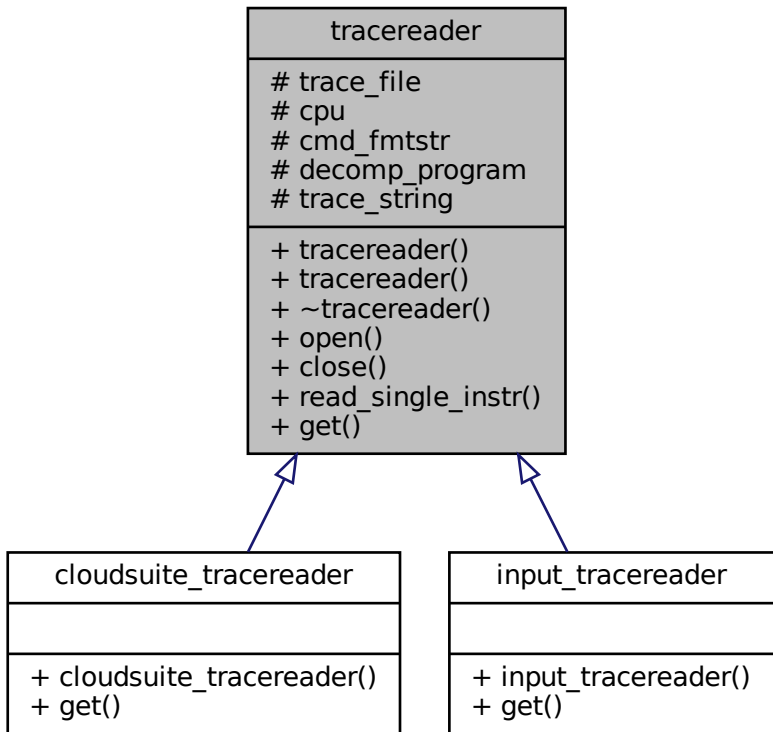 tracereader
# trace_file
# cpu
# cmd_fmtstr
# decomp_program
# trace_string
+ tracereader()
+ tracereader()
+ ~tracereader()
+ open()
+ close()
+ read_single_instr()
+ get()
cloudsuite_tracereader
+ cloudsuite_tracereader()
+ get()
input_tracereader
+ input_tracereader()
+ get()